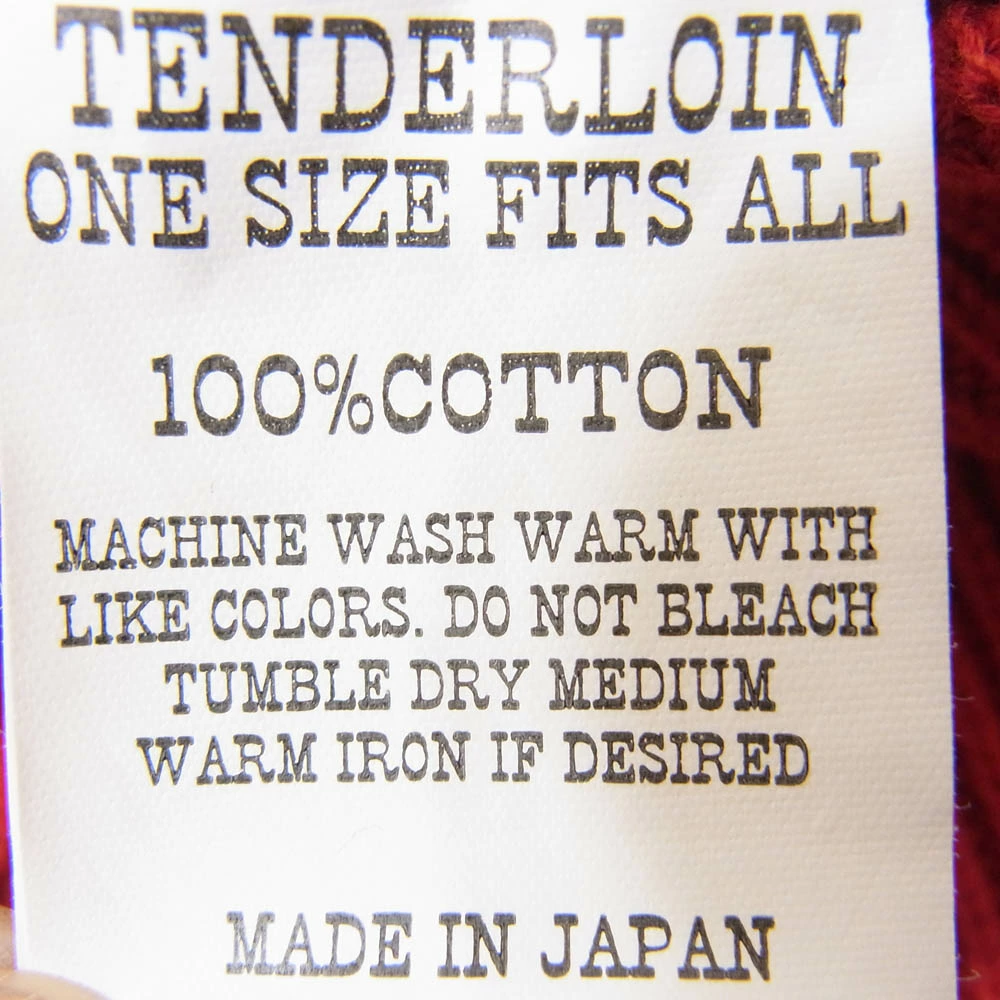 TENDERLOIN
ONE SIZE FITS ALL
100%COTTON
MACHINE WASH WARM WITH
LIKE COLORS. DO NOT BLEACH
TUMBLE DRY MEDIUM
WARM IRON IF DESIRED
MADE IN JAPAN